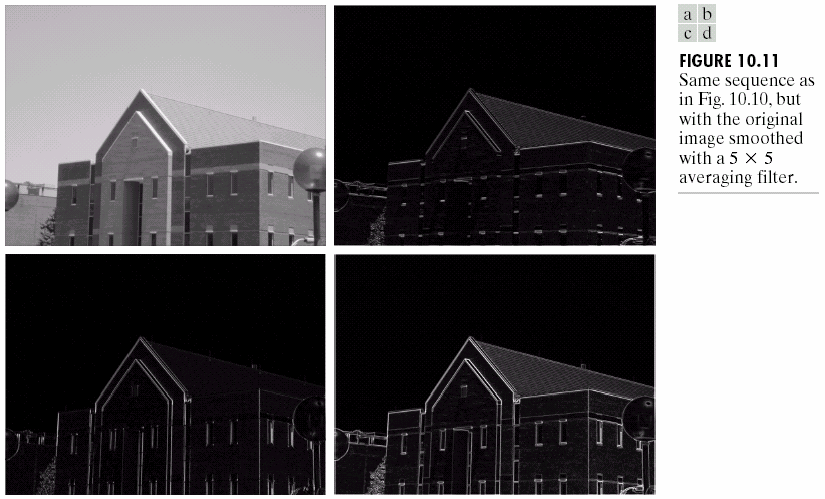 a b
c d
FIGURE 10.11
Same sequence as
in Fig. 10.10, but
with the original
image smoothed
with a 5 × 5
averaging filter.